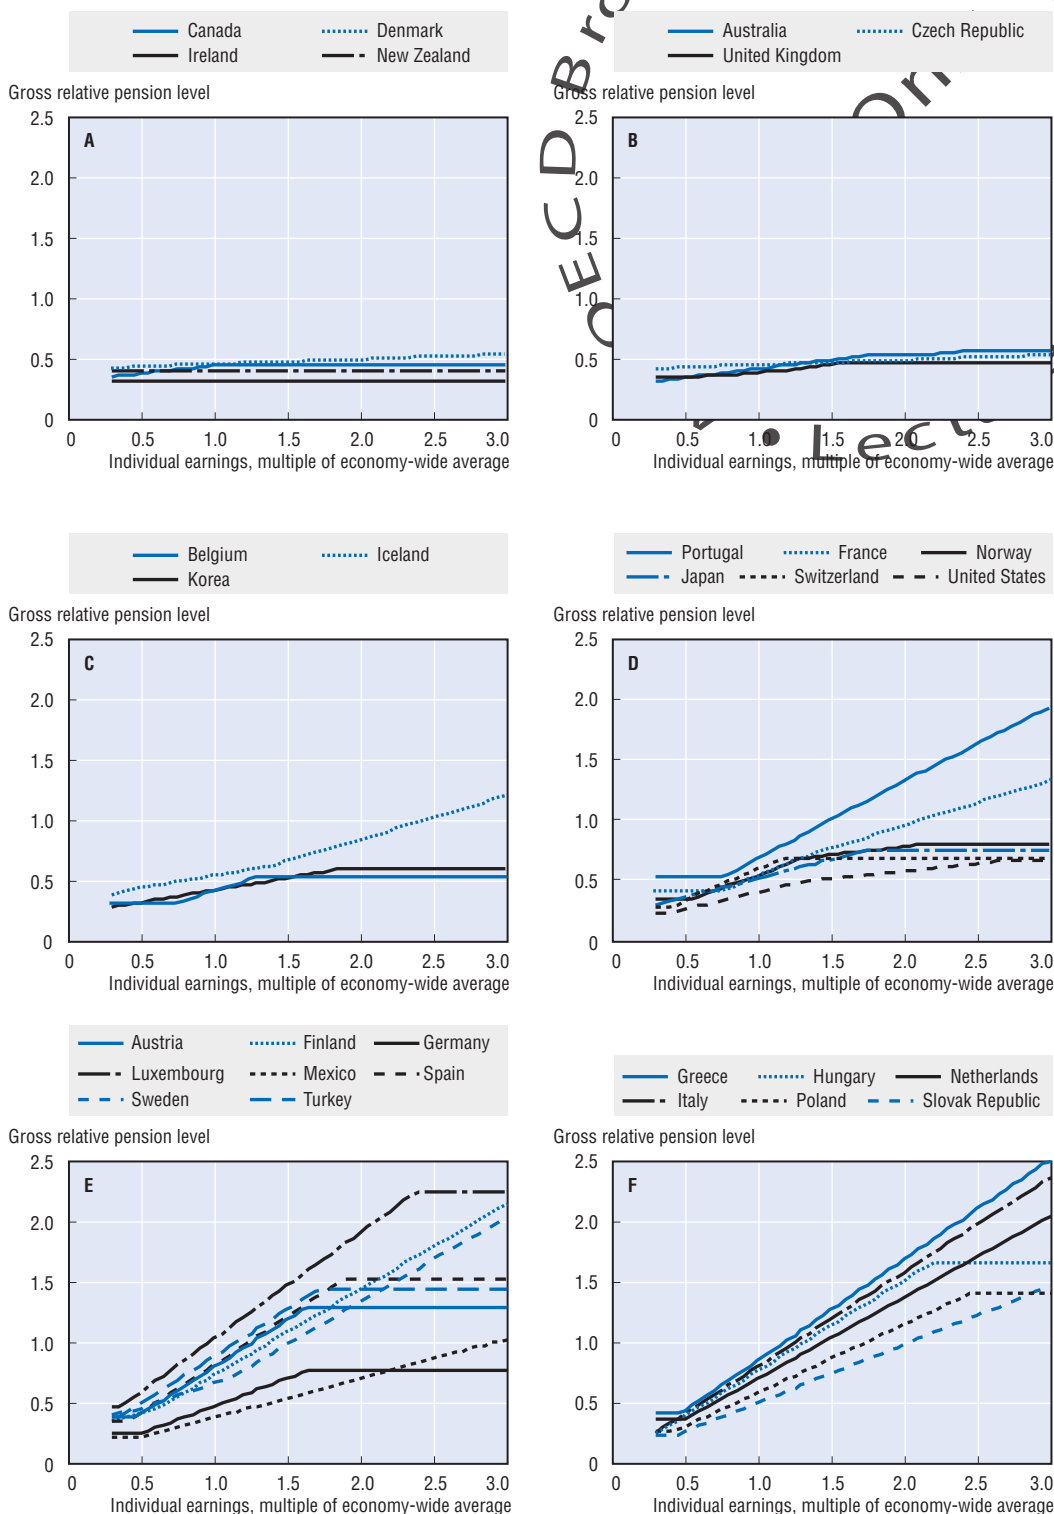 Canada Denmark
Ireland New Zealand
Gross relative pension level
2.5
A
2.0
1.5
1.0
0.5
0
0 0.5 1.0 1.5 2.0 2.5 3.0
Individual earnings, multiple of economy-wide average
Australia Czech Republic
United Kingdom
Gross relative pension level
2.5
B
2.0
1.5
1.0
0.5
0
0 0.5 1.0 1.5 2.0 2.5 3.0
Individual earnings, multiple of economy-wide average
OECD Bro
Lectu
Belgium Iceland
Korea
Gross relative pension level
2.5
C
2.0
1.5
1.0
0.5
0
0 0.5 1.0 1.5 2.0 2.5 3.0
Individual earnings, multiple of economy-wide average
Portugal France Norway
Japan Switzerland United States
Gross relative pension level
2.5
D
2.0
1.5
1.0
0.5
0
0 0.5 1.0 1.5 2.0 2.5 3.0
Individual earnings, multiple of economy-wide average
Austria Finland Germany
Luxembourg Mexico Spain
Sweden Turkey
Gross relative pension level
2.5
E
2.0
1.5
1.0
0.5
0
0 0.5 1.0 1.5 2.0 2.5 3.0
Individual earnings, multiple of economy-wide average
Greece Hungary Netherlands
Italy Poland Slovak Republic
Gross relative pension level
2.5
F
2.0
1.5
1.0
0.5
0
0 0.5 1.0 1.5 2.0 2.5 3.0
Individual earnings, multiple of economy-wide average